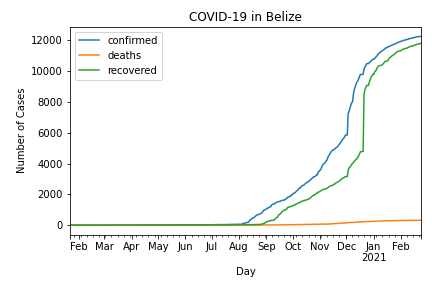 COVID-19 in Belize
confirmed
deaths
recovered
Number of Cases
12000
10000
8000
6000
4000
2000
0
Feb Mar Apr May Jun Jul Aug Sep Oct Nov Dec Jan Feb
2021
Day